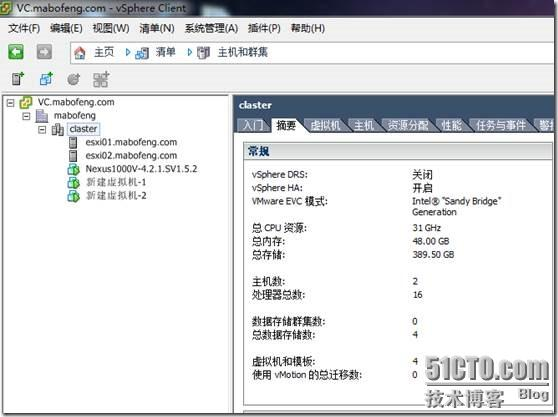 VC.mabofeng.com - vSphere Client
文件(F) 编辑(E) 视图(W) 清单(N) 系统管理(A) 插件(P) 帮助(H)
主页 清单 主机和群集
VC.mabofeng.com
mabofeng
claster
esxi01.mabofeng.com
esxi02.mabofeng.com
Nexus1000V-4.2.1.SV1.5.2
新建虚拟机-1
新建虚拟机-2
claster
入门 摘要 虚拟机 主机 资源分配 性能 任务与事件
常规
vSphere DRS: 关闭
vSphere HA: 开启
VMware EVC 模式: Intel® "Sandy Bridge"
Generation
总 CPU 资源: 31 GHz
总内存: 48.00 GB
总存储: 389.50 GB
主机数: 2
处理器总数: 16
数据存储群集数: 0
总数据存储数: 4
虚拟机和模板: 4
使用 vMotion 的总迁移数: 0
51CTO.com
技术博客 Blog